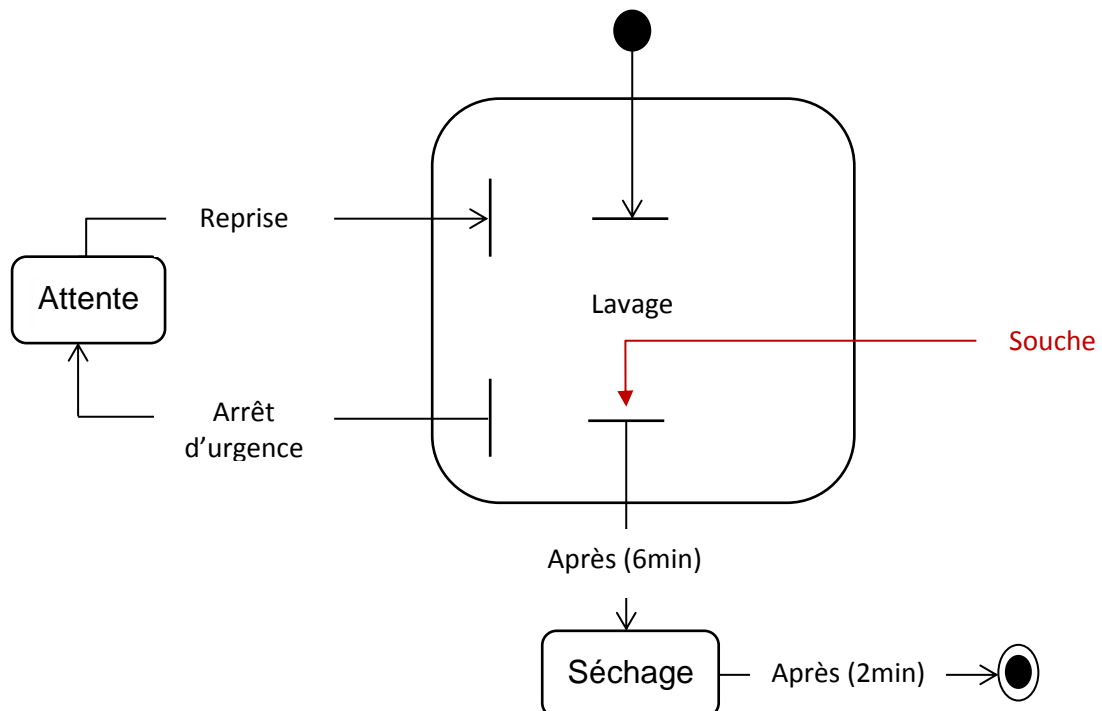 Reprise
Attente
Lavage
Souche
Arrêt
d’urgence
Après (6min)
Séchage
Après (2min)